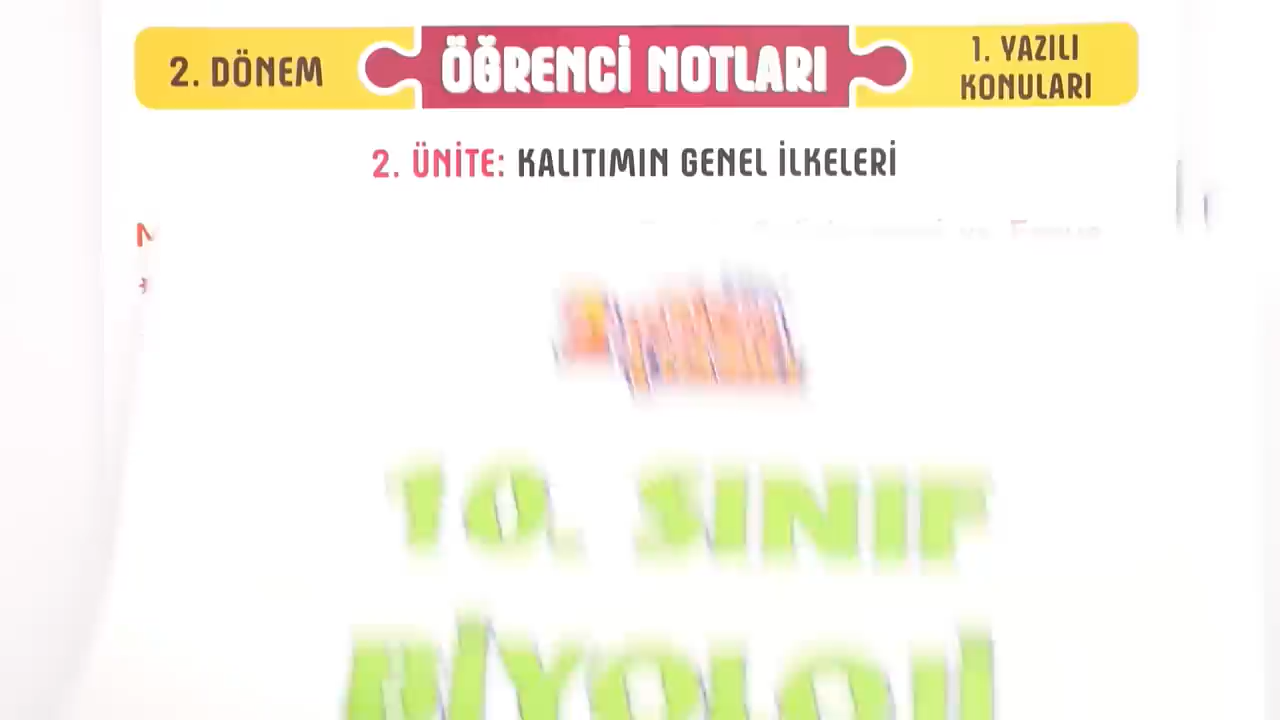 2. DÖNEM
ÖĞRENCİ NOTLARI
1. YAZILI
KONULARI
2. ÜNİTE: KALITIMIN GENEL İLKELERİ
10. SINIF
BİYOLOJİ